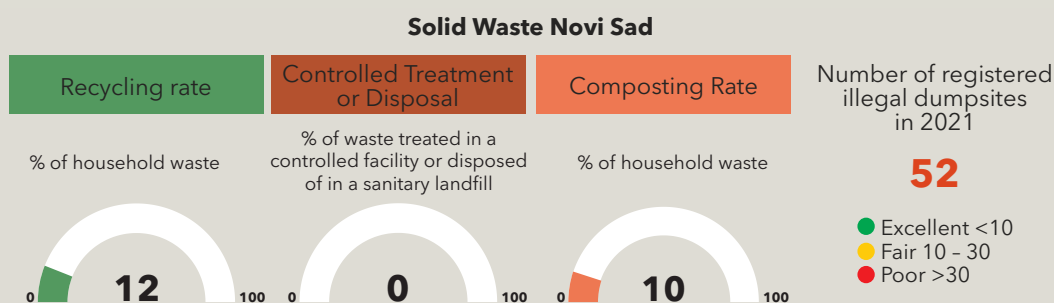 Solid Waste Novi Sad
Recycling rate
% of household waste
0
12
100
Controlled Treatment
or Disposal
% of waste treated in a
controlled facility or disposed
of in a sanitary landfill
0
0
100
Composting Rate
% of household waste
0
10
100
Number of registered
illegal dumpsites
in 2021
52
Excellent <10
Fair 10 – 30
Poor >30